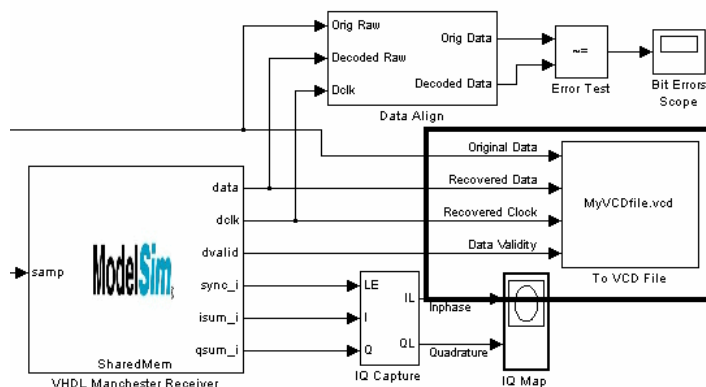 Orig Raw
Decoded Raw
Dclk
Orig Data
Decoded Data
Data Align
~=
Error Test
Bit Errors
Scope
Original Data
Recovered Data
Recovered Clock
Data Validity
MyVCDfile.vcd
To VCD File
samp
ModelSim
data
dclk
dvalid
sync_i
isum_i
qsum_i
SharedMem
VHDL Manchester Receiver
LE
I
Q
IL
QL
IQ Capture
Inphase
Quadrature
IQ Map